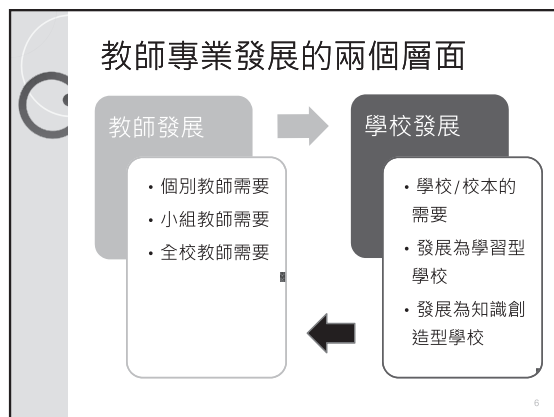 教師專業發展的兩個層面
教師發展
• 個別教師需要
• 小組教師需要
• 全校教師需要
學校發展
• 學校/校本的
需要
• 發展為學習型
學校
• 發展為知識創
造型學校
6